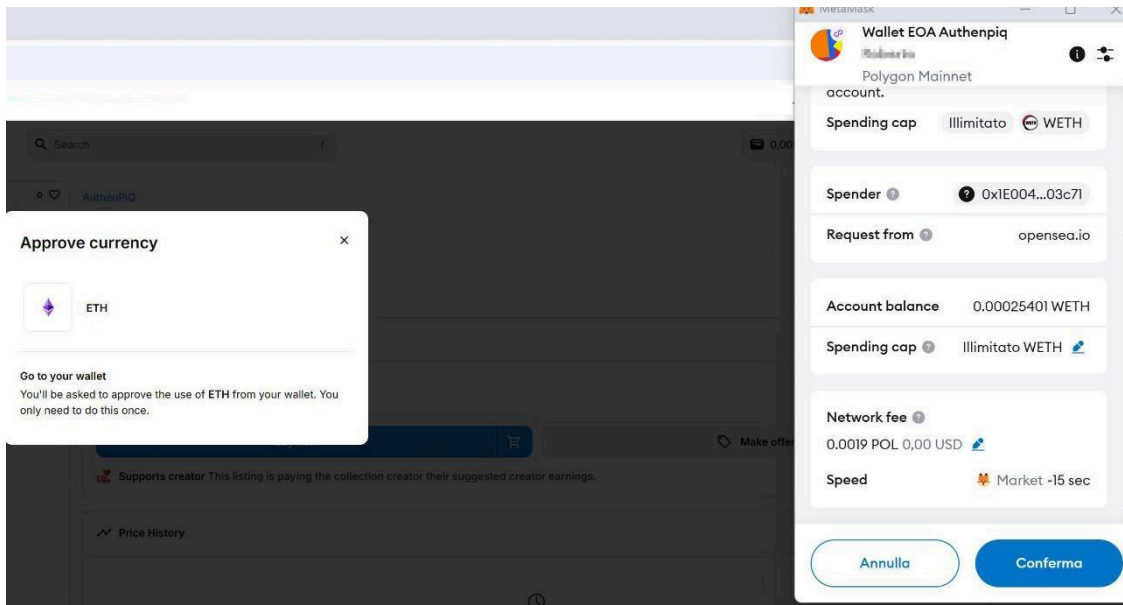 Search
/
0,00
0
AuthenPiQ
Approve currency
ETH
Go to your wallet
You'll be asked to approve the use of ETH from your wallet. You
only need to do this once.
Make offer
Supports creator This listing is paying the collection creator their suggested creator earnings.
Price History
MetaMask
Wallet EOA Authenpiq
Polygon Mainnet
account.
Spending cap Illimitato WETH
Spender 0x1E004...03c71
Request from opensea.io
Account balance 0.00025401 WETH
Spending cap Illimitato WETH
Network fee
0.0019 POL 0,00 USD
Speed Market ~15 sec
Annulla Conferma